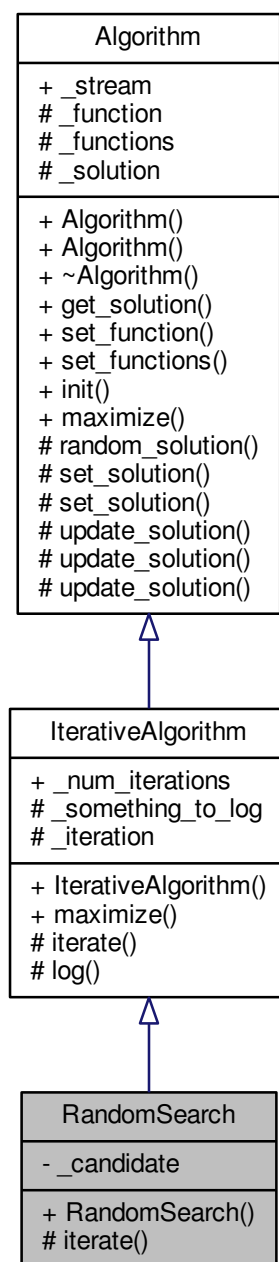 Algorithm
+ _stream
# _function
# _functions
# _solution
+ Algorithm()
+ Algorithm()
+ ~Algorithm()
+ get_solution()
+ set_function()
+ set_functions()
+ init()
+ maximize()
# random_solution()
# set_solution()
# set_solution()
# update_solution()
# update_solution()
# update_solution()
IterativeAlgorithm
+ _num_iterations
# _something_to_log
# _iteration
+ IterativeAlgorithm()
+ maximize()
# iterate()
# log()
RandomSearch
- _candidate
+ RandomSearch()
# iterate()